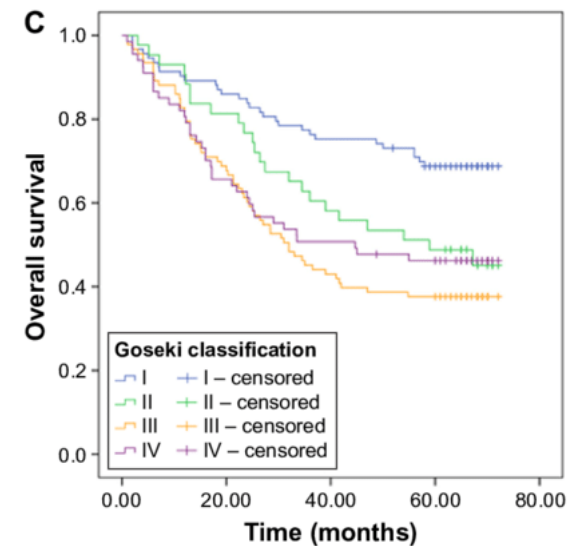 C
1.0
0.8
0.6
0.4
0.2
0.0
Overall survival
Goseki classification
I I – censored
II II – censored
III III – censored
IV IV – censored
0.00 20.00 40.00 60.00 80.00
Time (months)